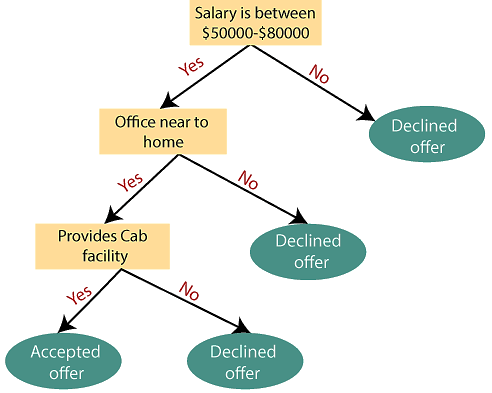 Salary is between
$50000-$80000
Yes
No
Office near to
home
Declined
offer
Yes
No
Provides Cab
facility
Declined
offer
Yes
No
Accepted
offer
Declined
offer